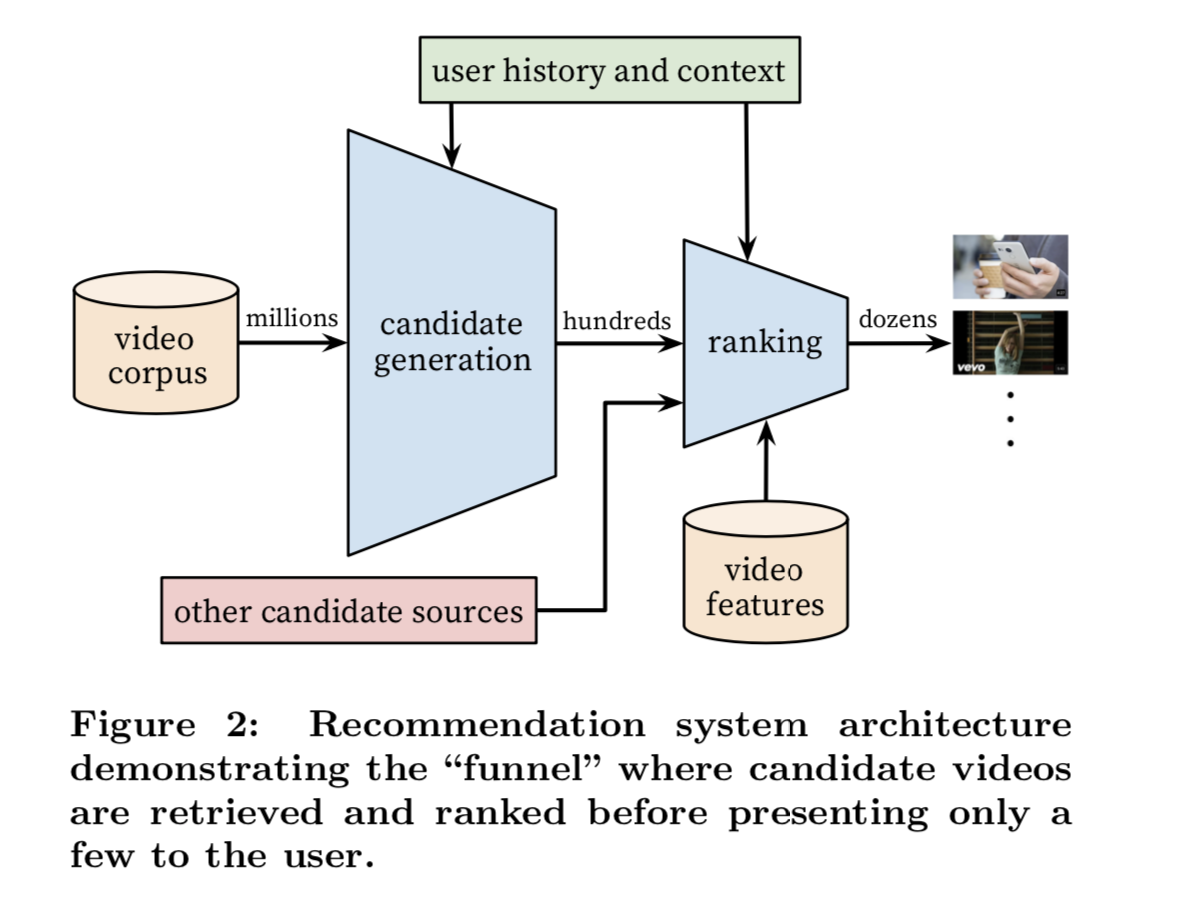 user history and context
video
corpus
millions
candidate
generation
hundreds
ranking
dozens
vevo
other candidate sources
video
features
Figure 2: Recommendation system architecture
demonstrating the “funnel” where candidate videos
are retrieved and ranked before presenting only a
few to the user.